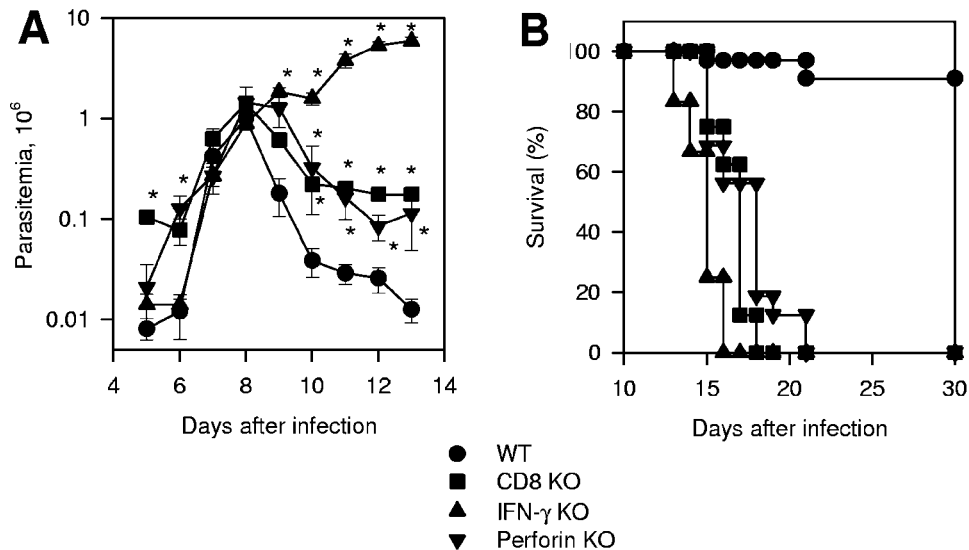 A
B
10
1
0.1
0.01
Parasitemia, 10⁶
* * * * *
* * * * * *
* * * *
4 6 8 10 12 14
Days after infection
00
80
60
40
20
0
Survival (%)
10 15 20 25 30
Days after infection
WT
CD8 KO
IFN-γ KO
Perforin KO